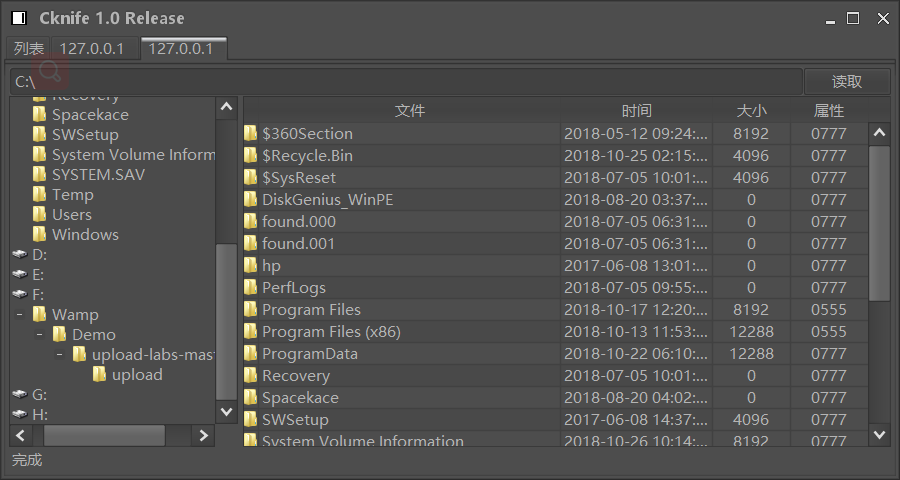 Cknife 1.0 Release
列表 127.0.0.1 127.0.0.1
C:\ 读取
Recovery
Spacekace
SWSetup
System Volume Inform
SYSTEM.SAV
Temp
Users
Windows
D:
E:
F:
Wamp
Demo
upload-labs-mast
upload
G:
H:
文件 时间 大小 属性
$360Section 2018-05-12 09:24:... 8192 0777
$Recycle.Bin 2018-10-25 02:15:... 4096 0777
$SysReset 2018-07-05 10:01:... 4096 0777
DiskGenius_WinPE 2018-08-20 03:37:... 0 0777
found.000 2018-07-05 06:31:... 0 0777
found.001 2018-07-05 06:31:... 0 0777
hp 2017-06-08 13:01:... 0 0777
PerfLogs 2018-07-05 09:55:... 0 0777
Program Files 2018-10-17 12:20:... 8192 0555
Program Files (x86) 2018-10-13 11:53:... 12288 0555
ProgramData 2018-10-22 06:10:... 12288 0777
Recovery 2018-07-05 10:01:... 0 0777
Spacekace 2018-08-20 04:02:... 0 0777
SWSetup 2017-06-08 14:37:... 4096 0777
System Volume Information 2018-10-26 10:14:... 8192 0777
完成